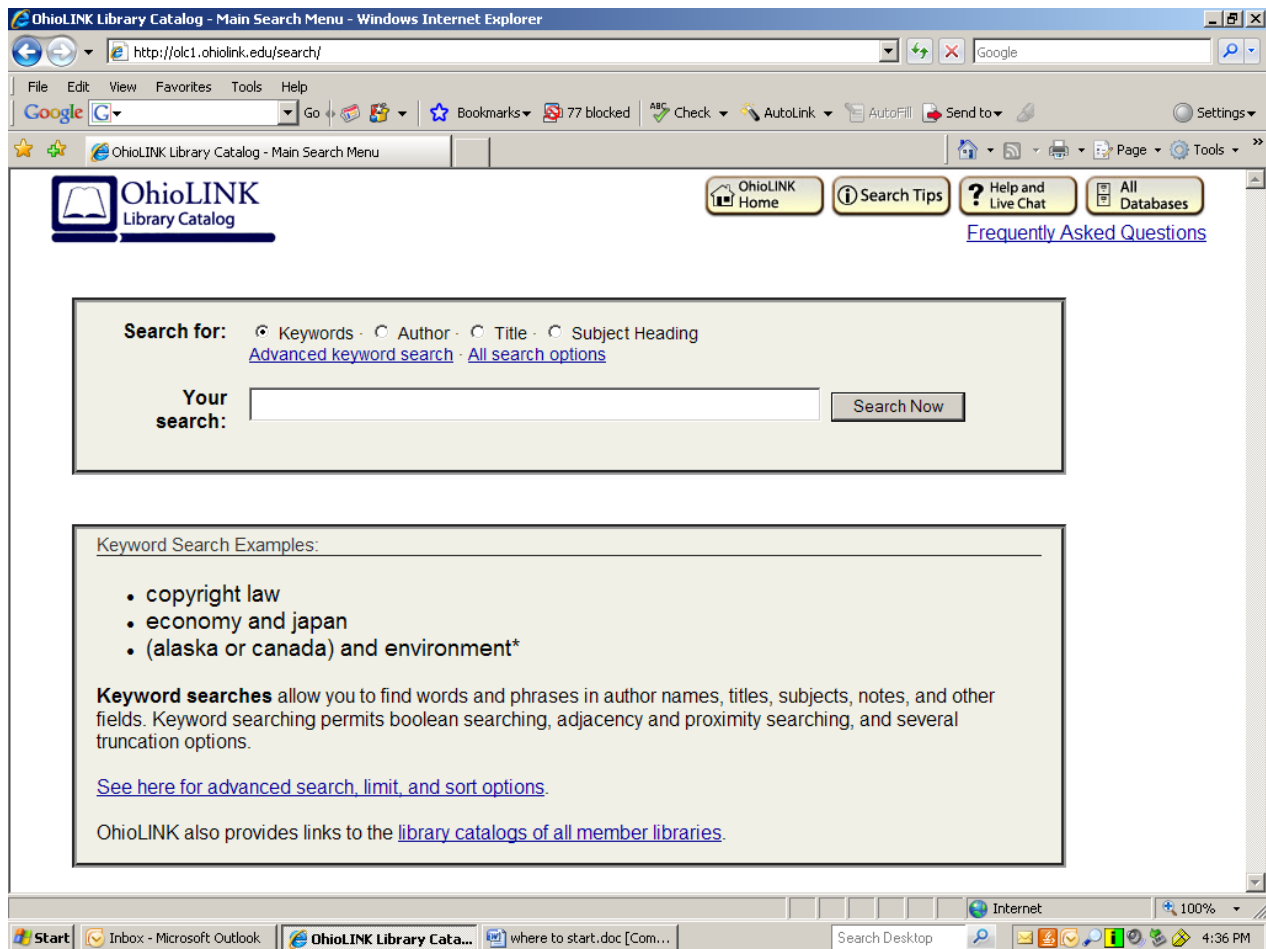 OhioLINK Library Catalog - Main Search Menu - Windows Internet Explorer
http://olc1.ohiolink.edu/search/
Google
File Edit View Favorites Tools Help
Google G Go Bookmarks 77 blocked ABC Check AutoLink AutoFill Send to Settings
OhioLINK Library Catalog - Main Search Menu
Page Tools »
OhioLINK
Library Catalog
OhioLINK Home
Search Tips
Help and Live Chat
All Databases
Frequently Asked Questions
Search for: Keywords · Author · Title · Subject Heading
Advanced keyword search · All search options
Your search:
Search Now
Keyword Search Examples:
• copyright law
• economy and japan
• (alaska or canada) and environment*
Keyword searches allow you to find words and phrases in author names, titles, subjects, notes, and other
fields. Keyword searching permits boolean searching, adjacency and proximity searching, and several
truncation options.
See here for advanced search, limit, and sort options.
OhioLINK also provides links to the library catalogs of all member libraries.
Internet 100%
Start Inbox - Microsoft Outlook OhioLINK Library Cata... where to start.doc [Com... Search Desktop 4:36 PM